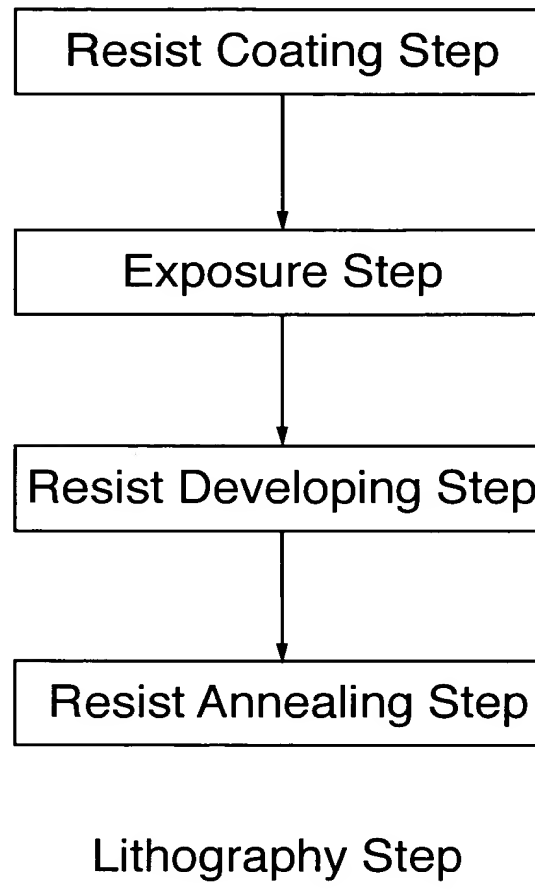 Resist Coating Step
Exposure Step
Resist Developing Step
Resist Annealing Step
Lithography Step